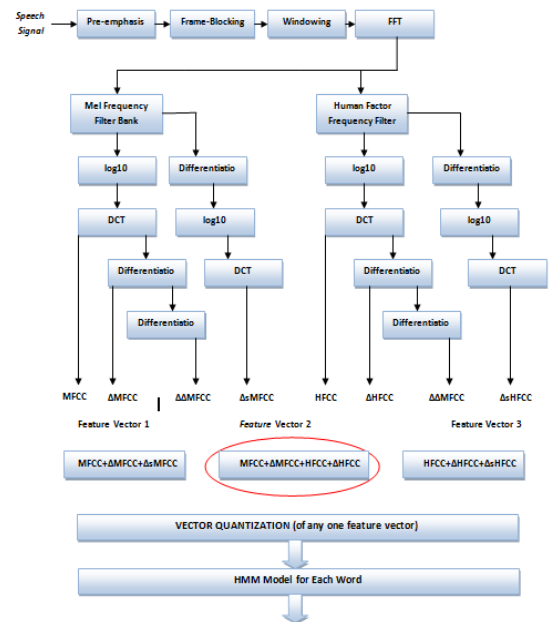 Speech
Signal
Pre-emphasis
Frame-Blocking
Windowing
FFT
Mel Frequency
Filter Bank
Human Factor
Frequency Filter
log10
Differentiatio
log10
Differentiatio
DCT
log10
DCT
log10
Differentiatio
DCT
Differentiatio
DCT
Differentiatio
Differentiatio
MFCC
ΔMFCC
ΔΔMFCC
ΔsMFCC
HFCC
ΔHFCC
ΔΔMFCC
ΔsHFCC
Feature Vector 1
Feature Vector 2
Feature Vector 3
MFCC+ΔMFCC+ΔsMFCC
MFCC+ΔMFCC+HFCC+ΔHFCC
HFCC+ΔHFCC+ΔsHFCC
VECTOR QUANTIZATION (of any one feature vector)
HMM Model for Each Word